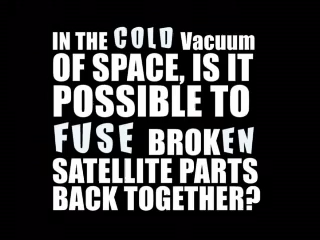 IN THE COLD Vacuum
OF SPACE, IS IT
POSSIBLE TO
FUSE BROKEN
SATELLITE PARTS
BACK TOGETHER?